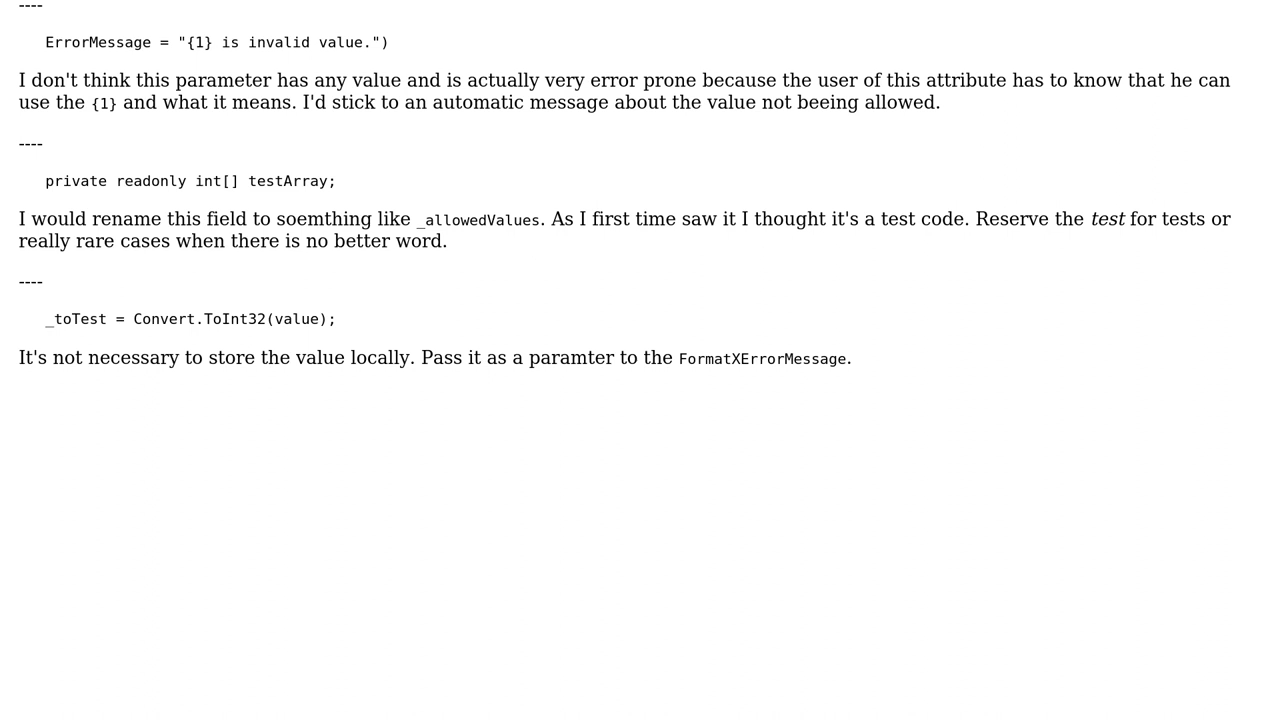 ----
ErrorMessage = "{1} is invalid value.")
I don't think this parameter has any value and is actually very error prone because the user of this attribute has to know that he can
use the {1} and what it means. I'd stick to an automatic message about the value not beeing allowed.
----
private readonly int[] testArray;
I would rename this field to soemthing like _allowedValues. As I first time saw it I thought it's a test code. Reserve the test for tests or
really rare cases when there is no better word.
----
_toTest = Convert.ToInt32(value);
It's not necessary to store the value locally. Pass it as a paramter to the FormatXErrorMessage.